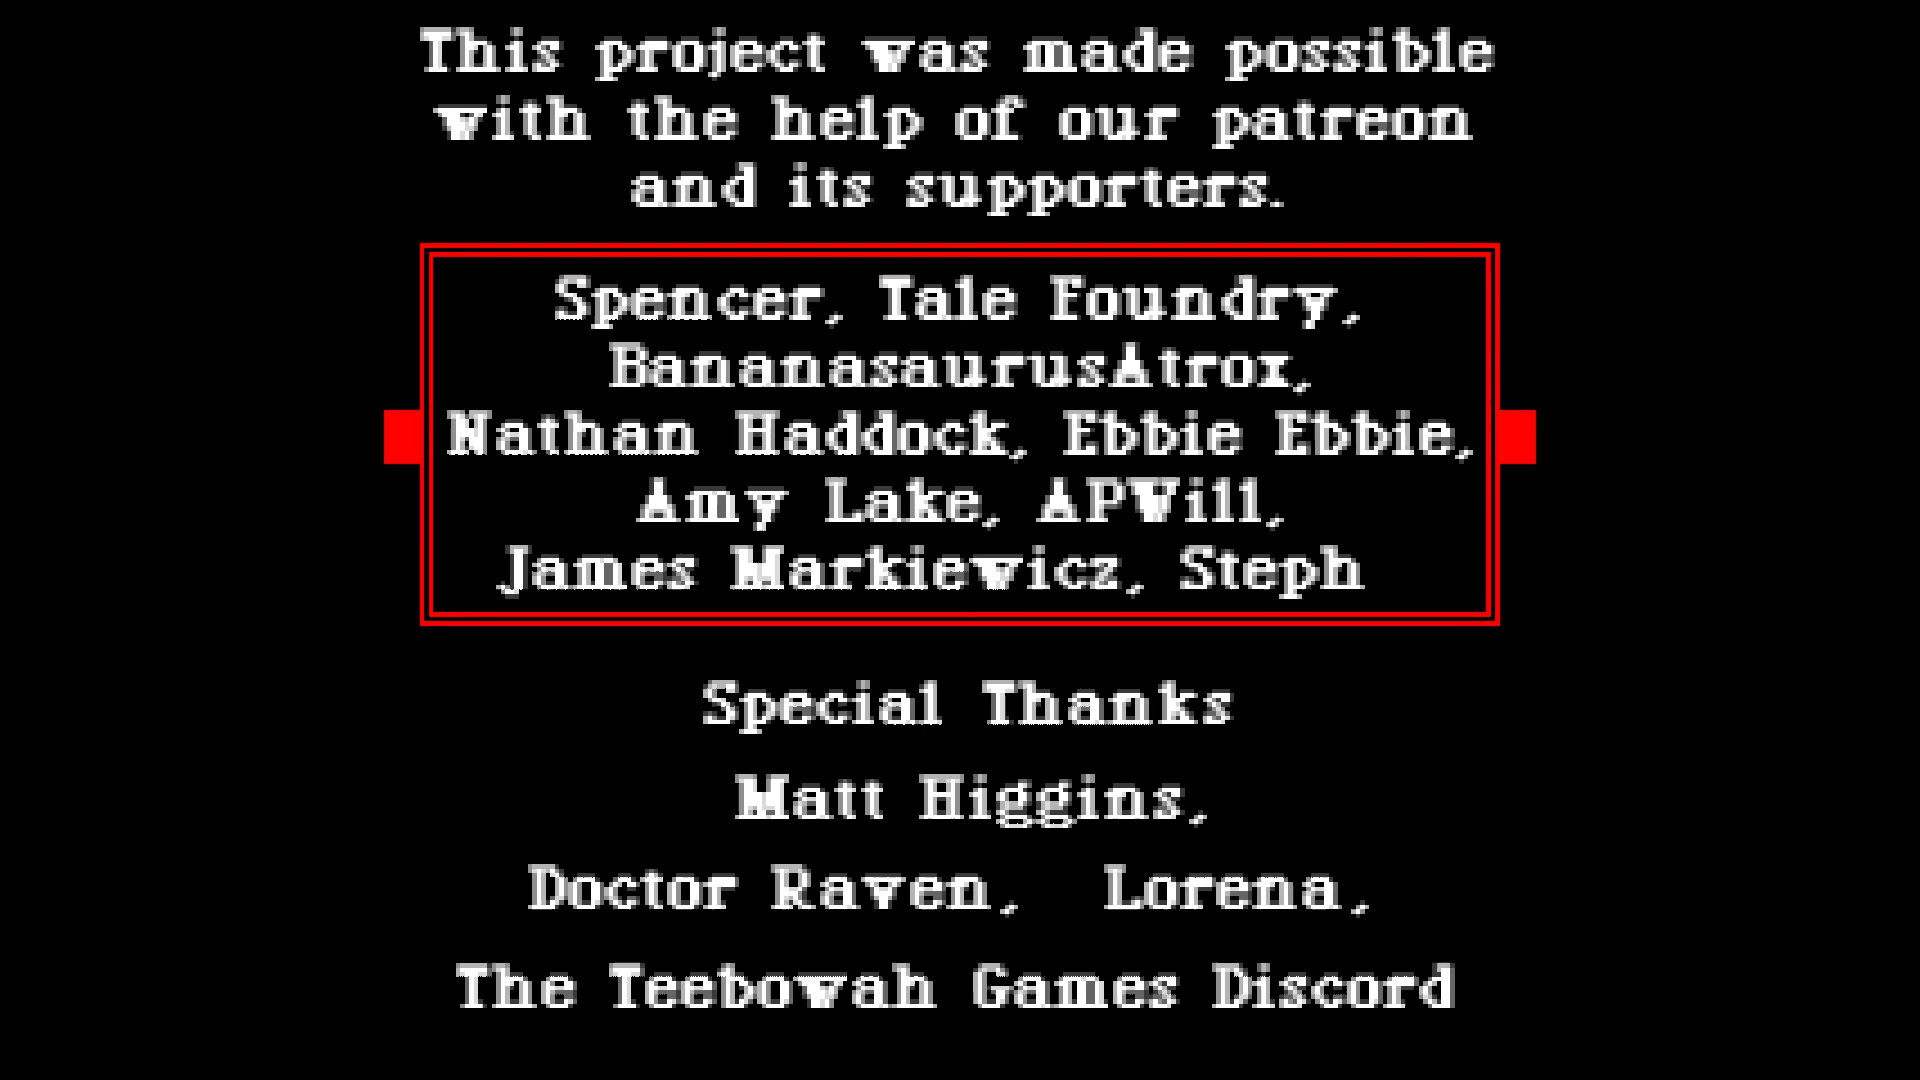 This project was made possible
with the help of our patreon
and its supporters.
Spencer, Tale Foundry,
BananasaurusAtrox,
Nathan Haddock, Ebbie Ebbie,
Amy Lake, APWill,
James Markiewicz, Steph
Special Thanks
Matt Higgins,
Doctor Raven, Lorena,
The Teebowah Games Discord